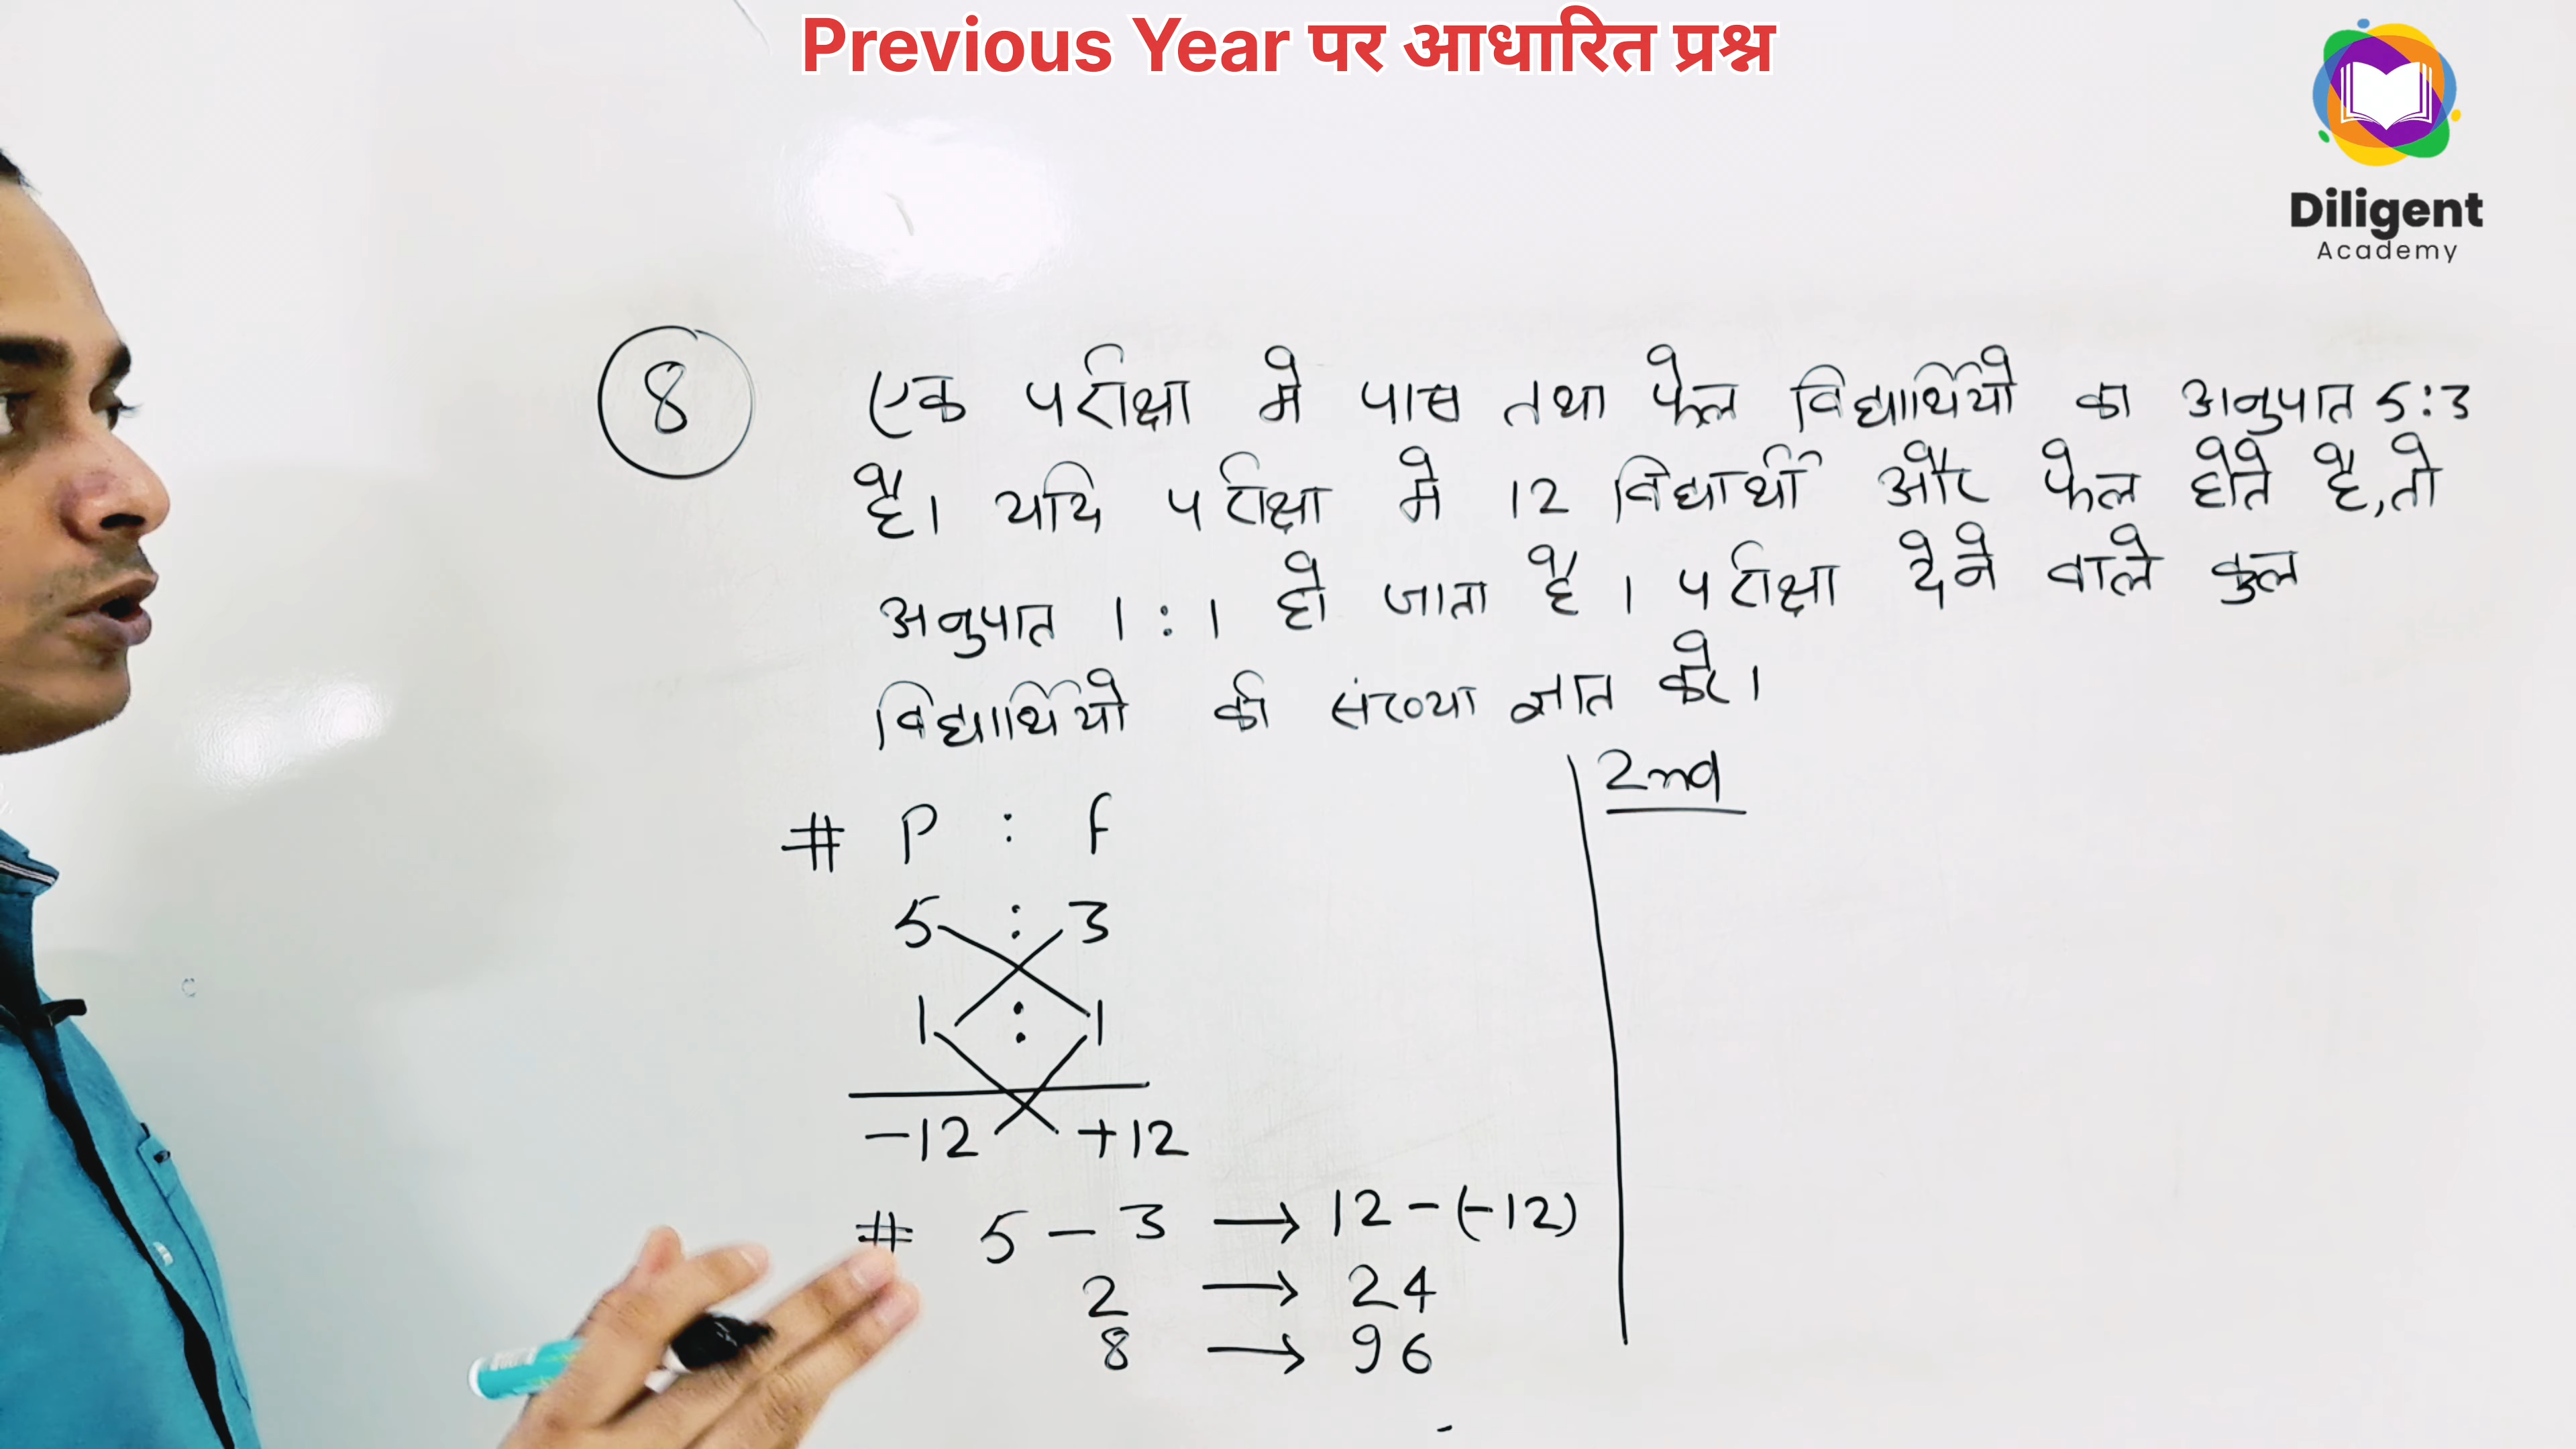 Previous Year पर आधारित प्रश्न
Diligent
Academy
8
एक परीक्षा मे पास तथा फेल विद्यार्थियो का अनुपात 5:3
है। यदि परीक्षा मे 12 विद्यार्थी और फेल होते है, तो
अनुपात 1 : 1 हो जाता है । परीक्षा देने वाले कुल
विद्यार्थियो की संख्या ज्ञात करे।
# P : f
5 : 3
1 : 1
-12 +12
# 5 - 3 → 12 - (-12)
2 → 24
8 → 96
2nd